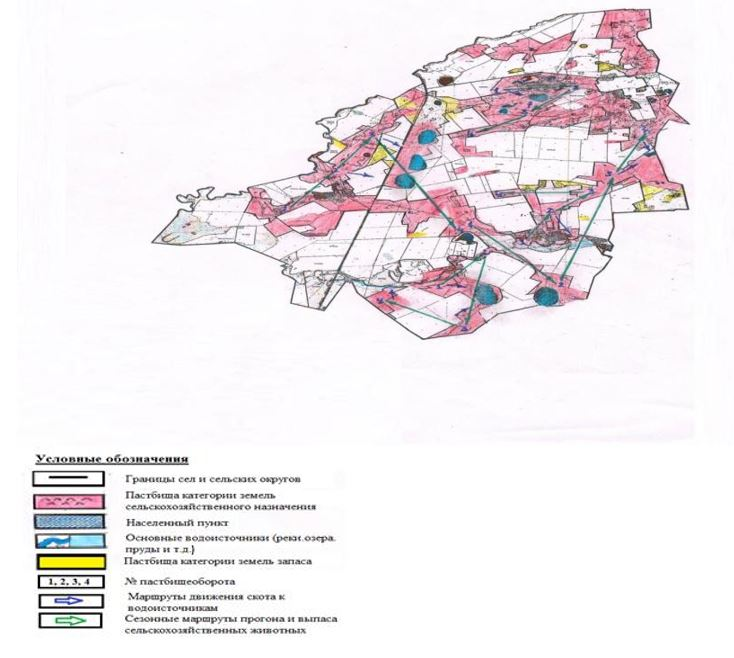 Условные обозначения
Границы сел и сельских округов
Пастбища категории земель
сельскохозяйственного назначения
Населенный пункт
Основные водоисточники (реки.озера.
пруды и т.д.)
Пастбища категории земель запаса
1, 2, 3, 4
№ пастбищеоборота
Маршруты движения скота к
водоисточникам
Сезонные маршруты прогона и выпаса
сельскохозяйственных животных